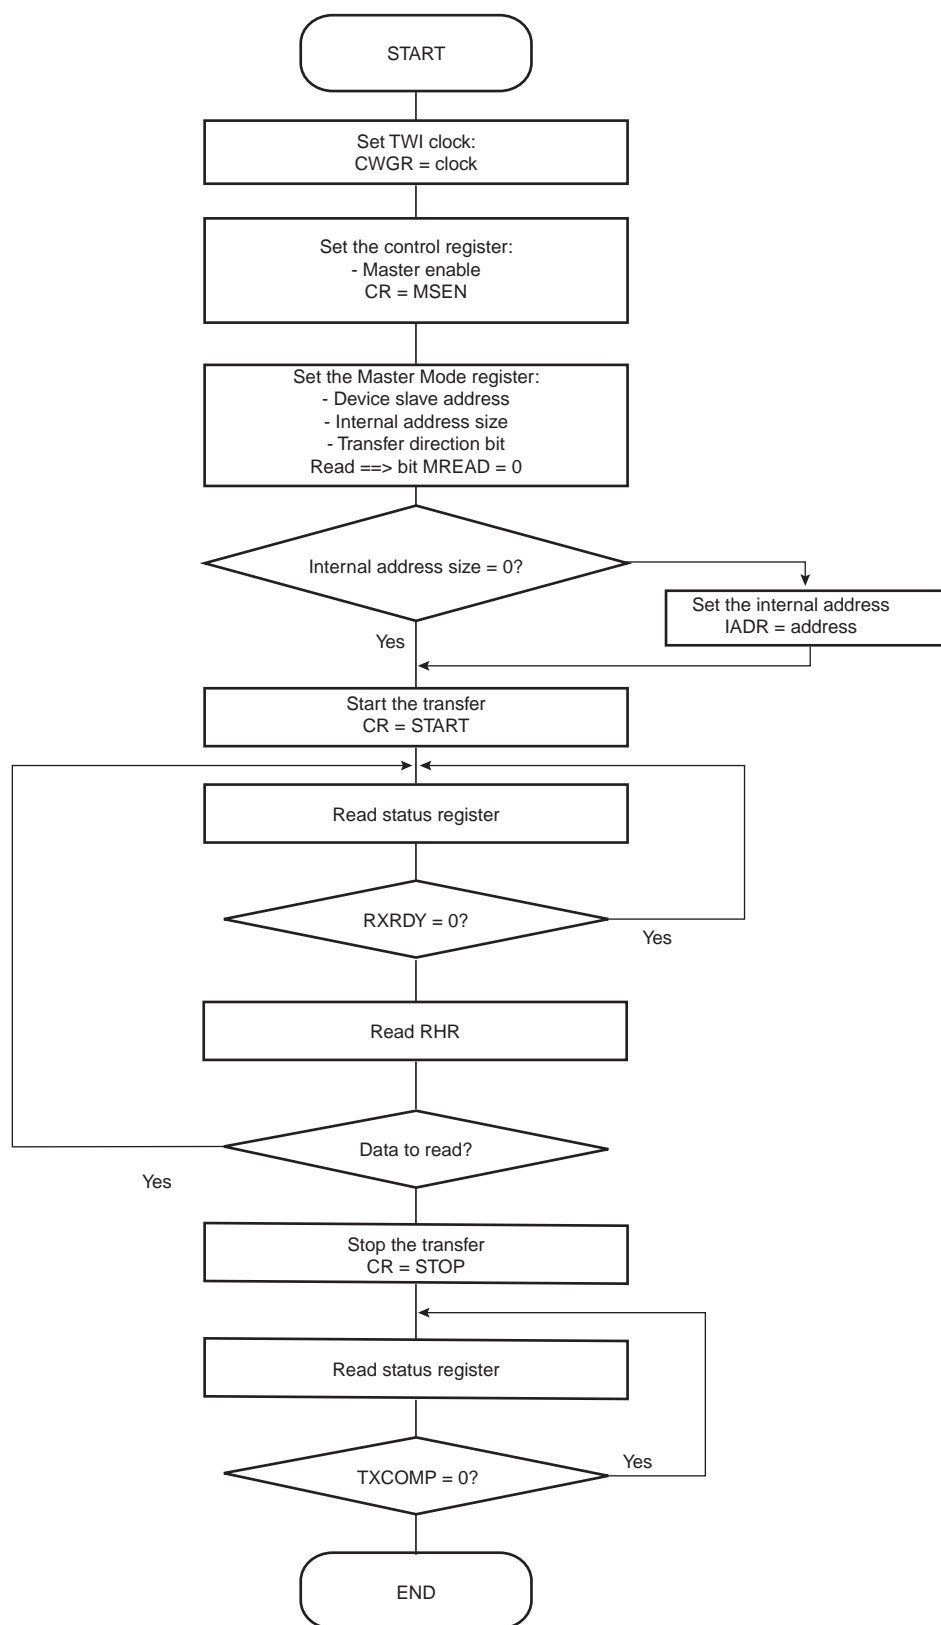 START
Set TWI clock:
CWGR = clock
Set the control register:
- Master enable
CR = MSEN
Set the Master Mode register:
- Device slave address
- Internal address size
- Transfer direction bit
Read ==> bit MREAD = 0
Internal address size = 0?
Set the internal address
IADR = address
Yes
Start the transfer
CR = START
Read status register
RXRDY = 0?
Yes
Read RHR
Data to read?
Yes
Stop the transfer
CR = STOP
Read status register
TXCOMP = 0?
Yes
END